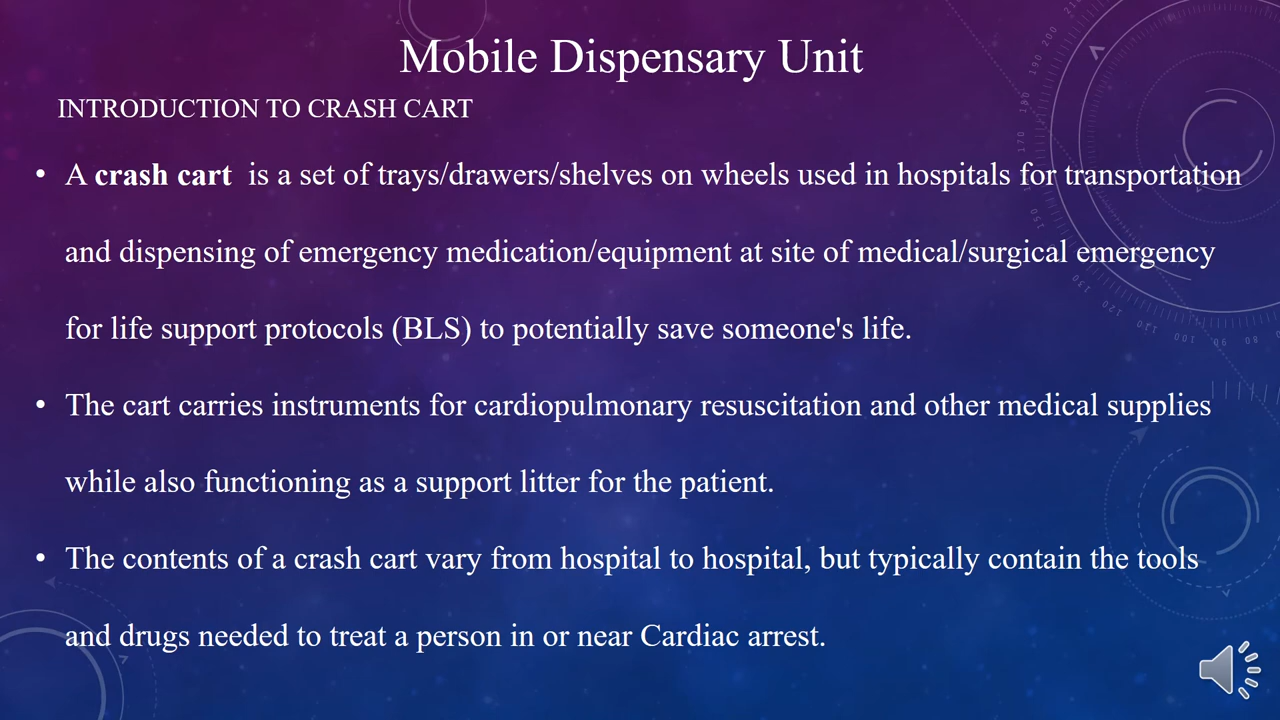 Mobile Dispensary Unit
INTRODUCTION TO CRASH CART
• A crash cart is a set of trays/drawers/shelves on wheels used in hospitals for transportation
and dispensing of emergency medication/equipment at site of medical/surgical emergency
for life support protocols (BLS) to potentially save someone's life.
• The cart carries instruments for cardiopulmonary resuscitation and other medical supplies
while also functioning as a support litter for the patient.
• The contents of a crash cart vary from hospital to hospital, but typically contain the tools
and drugs needed to treat a person in or near Cardiac arrest.